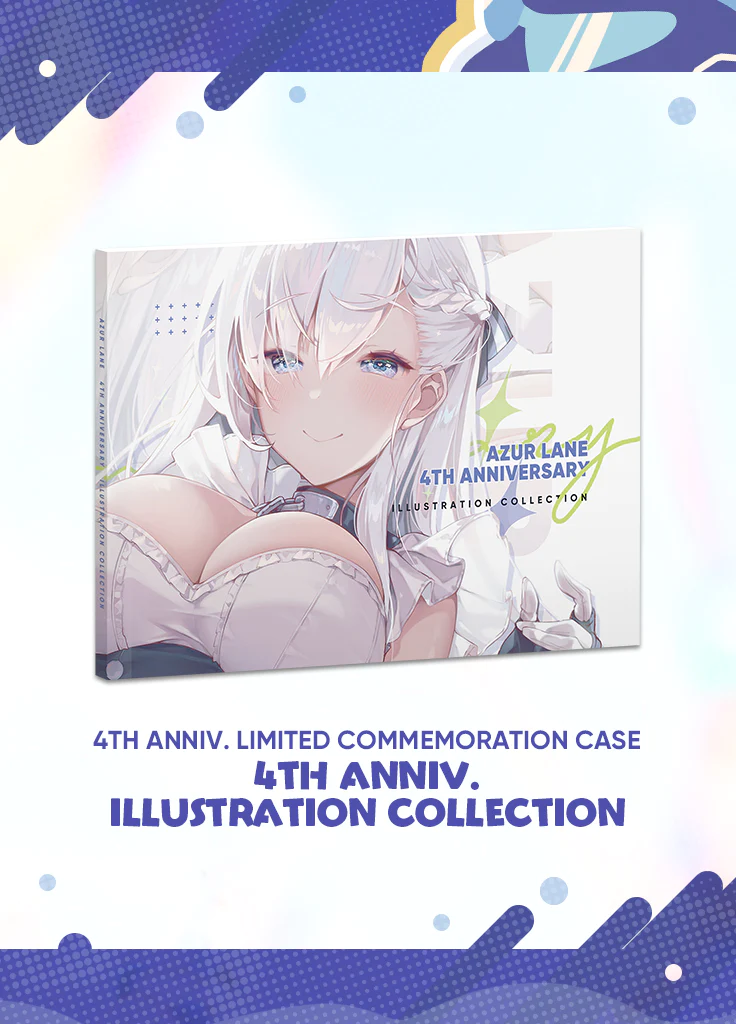 AZUR LANE 4TH ANNIVERSARY ILLUSTRATION COLLECTION
AZUR LANE
4TH ANNIVERSARY
ILLUSTRATION COLLECTION
4TH ANNIV. LIMITED COMMEMORATION CASE
4TH ANNIV.
ILLUSTRATION COLLECTION